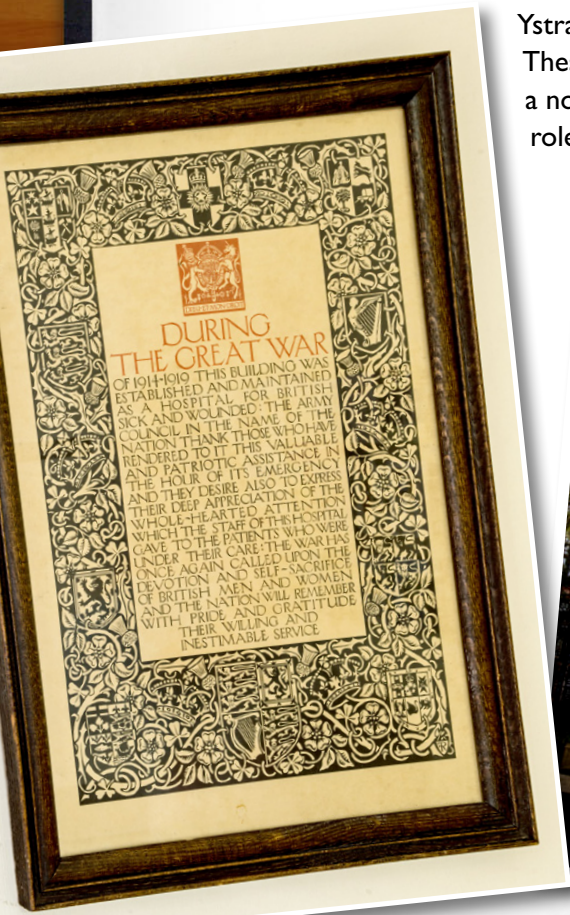 Ystra
Thes
a no
role
DURING
THE GREAT WAR
OF 1914-1919 THIS BUILDING WAS
ESTABLISHED AND MAINTAINED
AS A HOSPITAL FOR BRITISH
SICK AND WOUNDED : THE ARMY
COUNCIL IN THE NAME OF THE
NATION THANK THOSE WHO HAVE
RENDERED TO IT THIS VALUABLE
AND PATRIOTIC ASSISTANCE IN
THE HOUR OF ITS EMERGENCY
AND THEY DESIRE ALSO TO EXPRESS
THEIR DEEP APPRECIATION OF THE
WHOLE-HEARTED ATTENTION
WHICH THE STAFF OF THIS HOSPITAL
GAVE TO THE PATIENTS WHO WERE
UNDER THEIR CARE : THE WAR HAS
ONCE AGAIN CALLED UPON THE
DEVOTION AND SELF-SACRIFICE
OF BRITISH MEN AND WOMEN
AND THE NATION WILL REMEMBER
WITH PRIDE AND GRATITUDE
THEIR WILLING AND
INESTIMABLE SERVICE